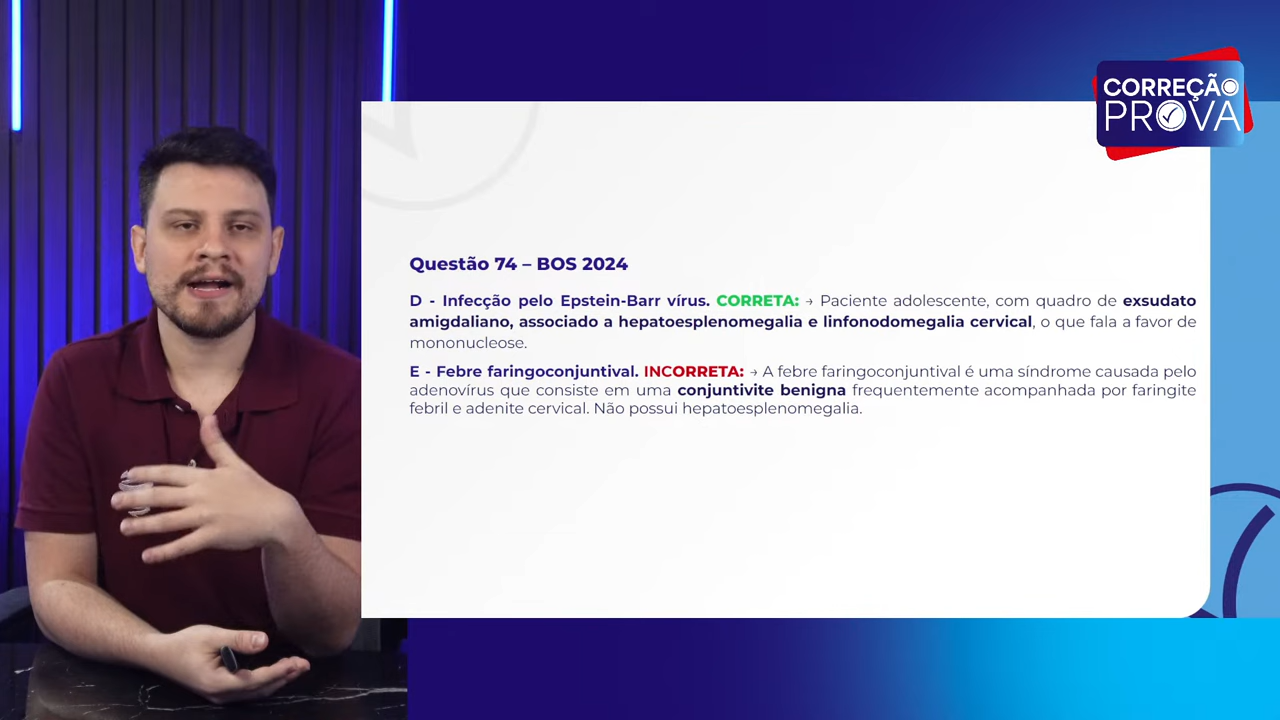 CORREÇÃO
PROVA
Questão 74 – BOS 2024
D - Infecção pelo Epstein-Barr vírus. CORRETA: → Paciente adolescente, com quadro de exsudato
amigdaliano, associado a hepatoesplenomegalia e linfonodomegalia cervical, o que fala a favor de
mononucleose.
E - Febre faringoconjuntival. INCORRETA: → A febre faringoconjuntival é uma síndrome causada pelo
adenovírus que consiste em uma conjuntivite benigna frequentemente acompanhada por faringite
febril e adenite cervical. Não possui hepatoesplenomegalia.